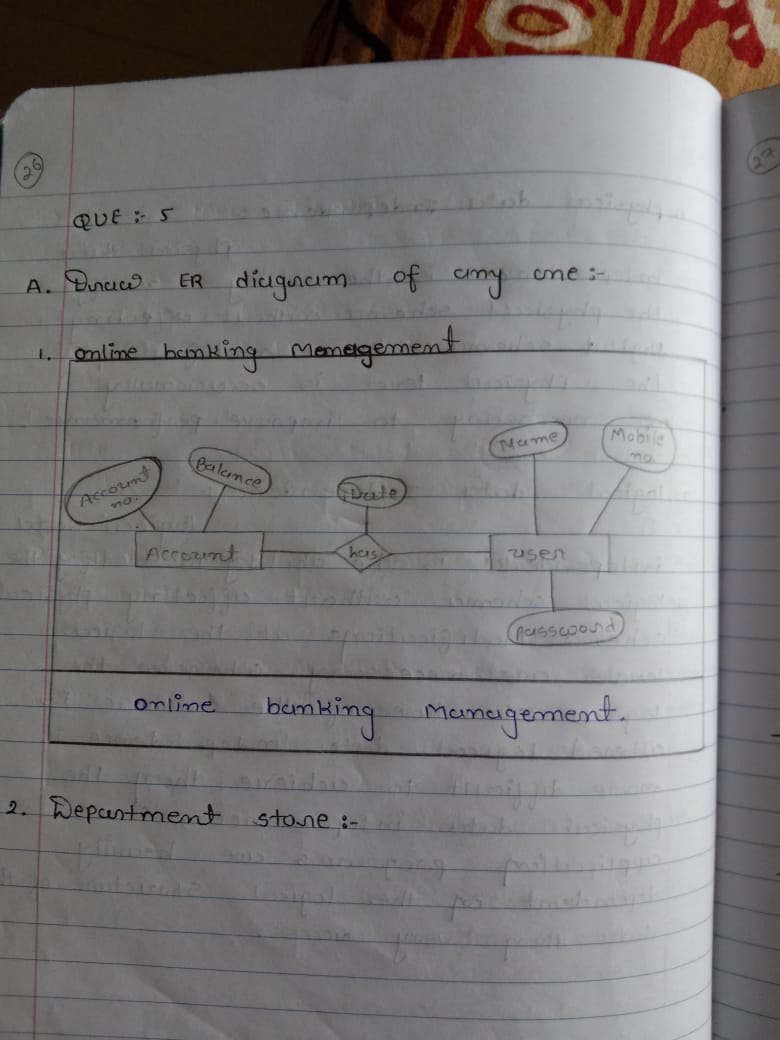 26
27
QUE :- 5
A. Draw ER diagram of any one :-
1. online banking Menagement
Name
Mobile no.
Account no.
Balance
Date
Account
has
user
Password
online banking management.
2. Department store :-